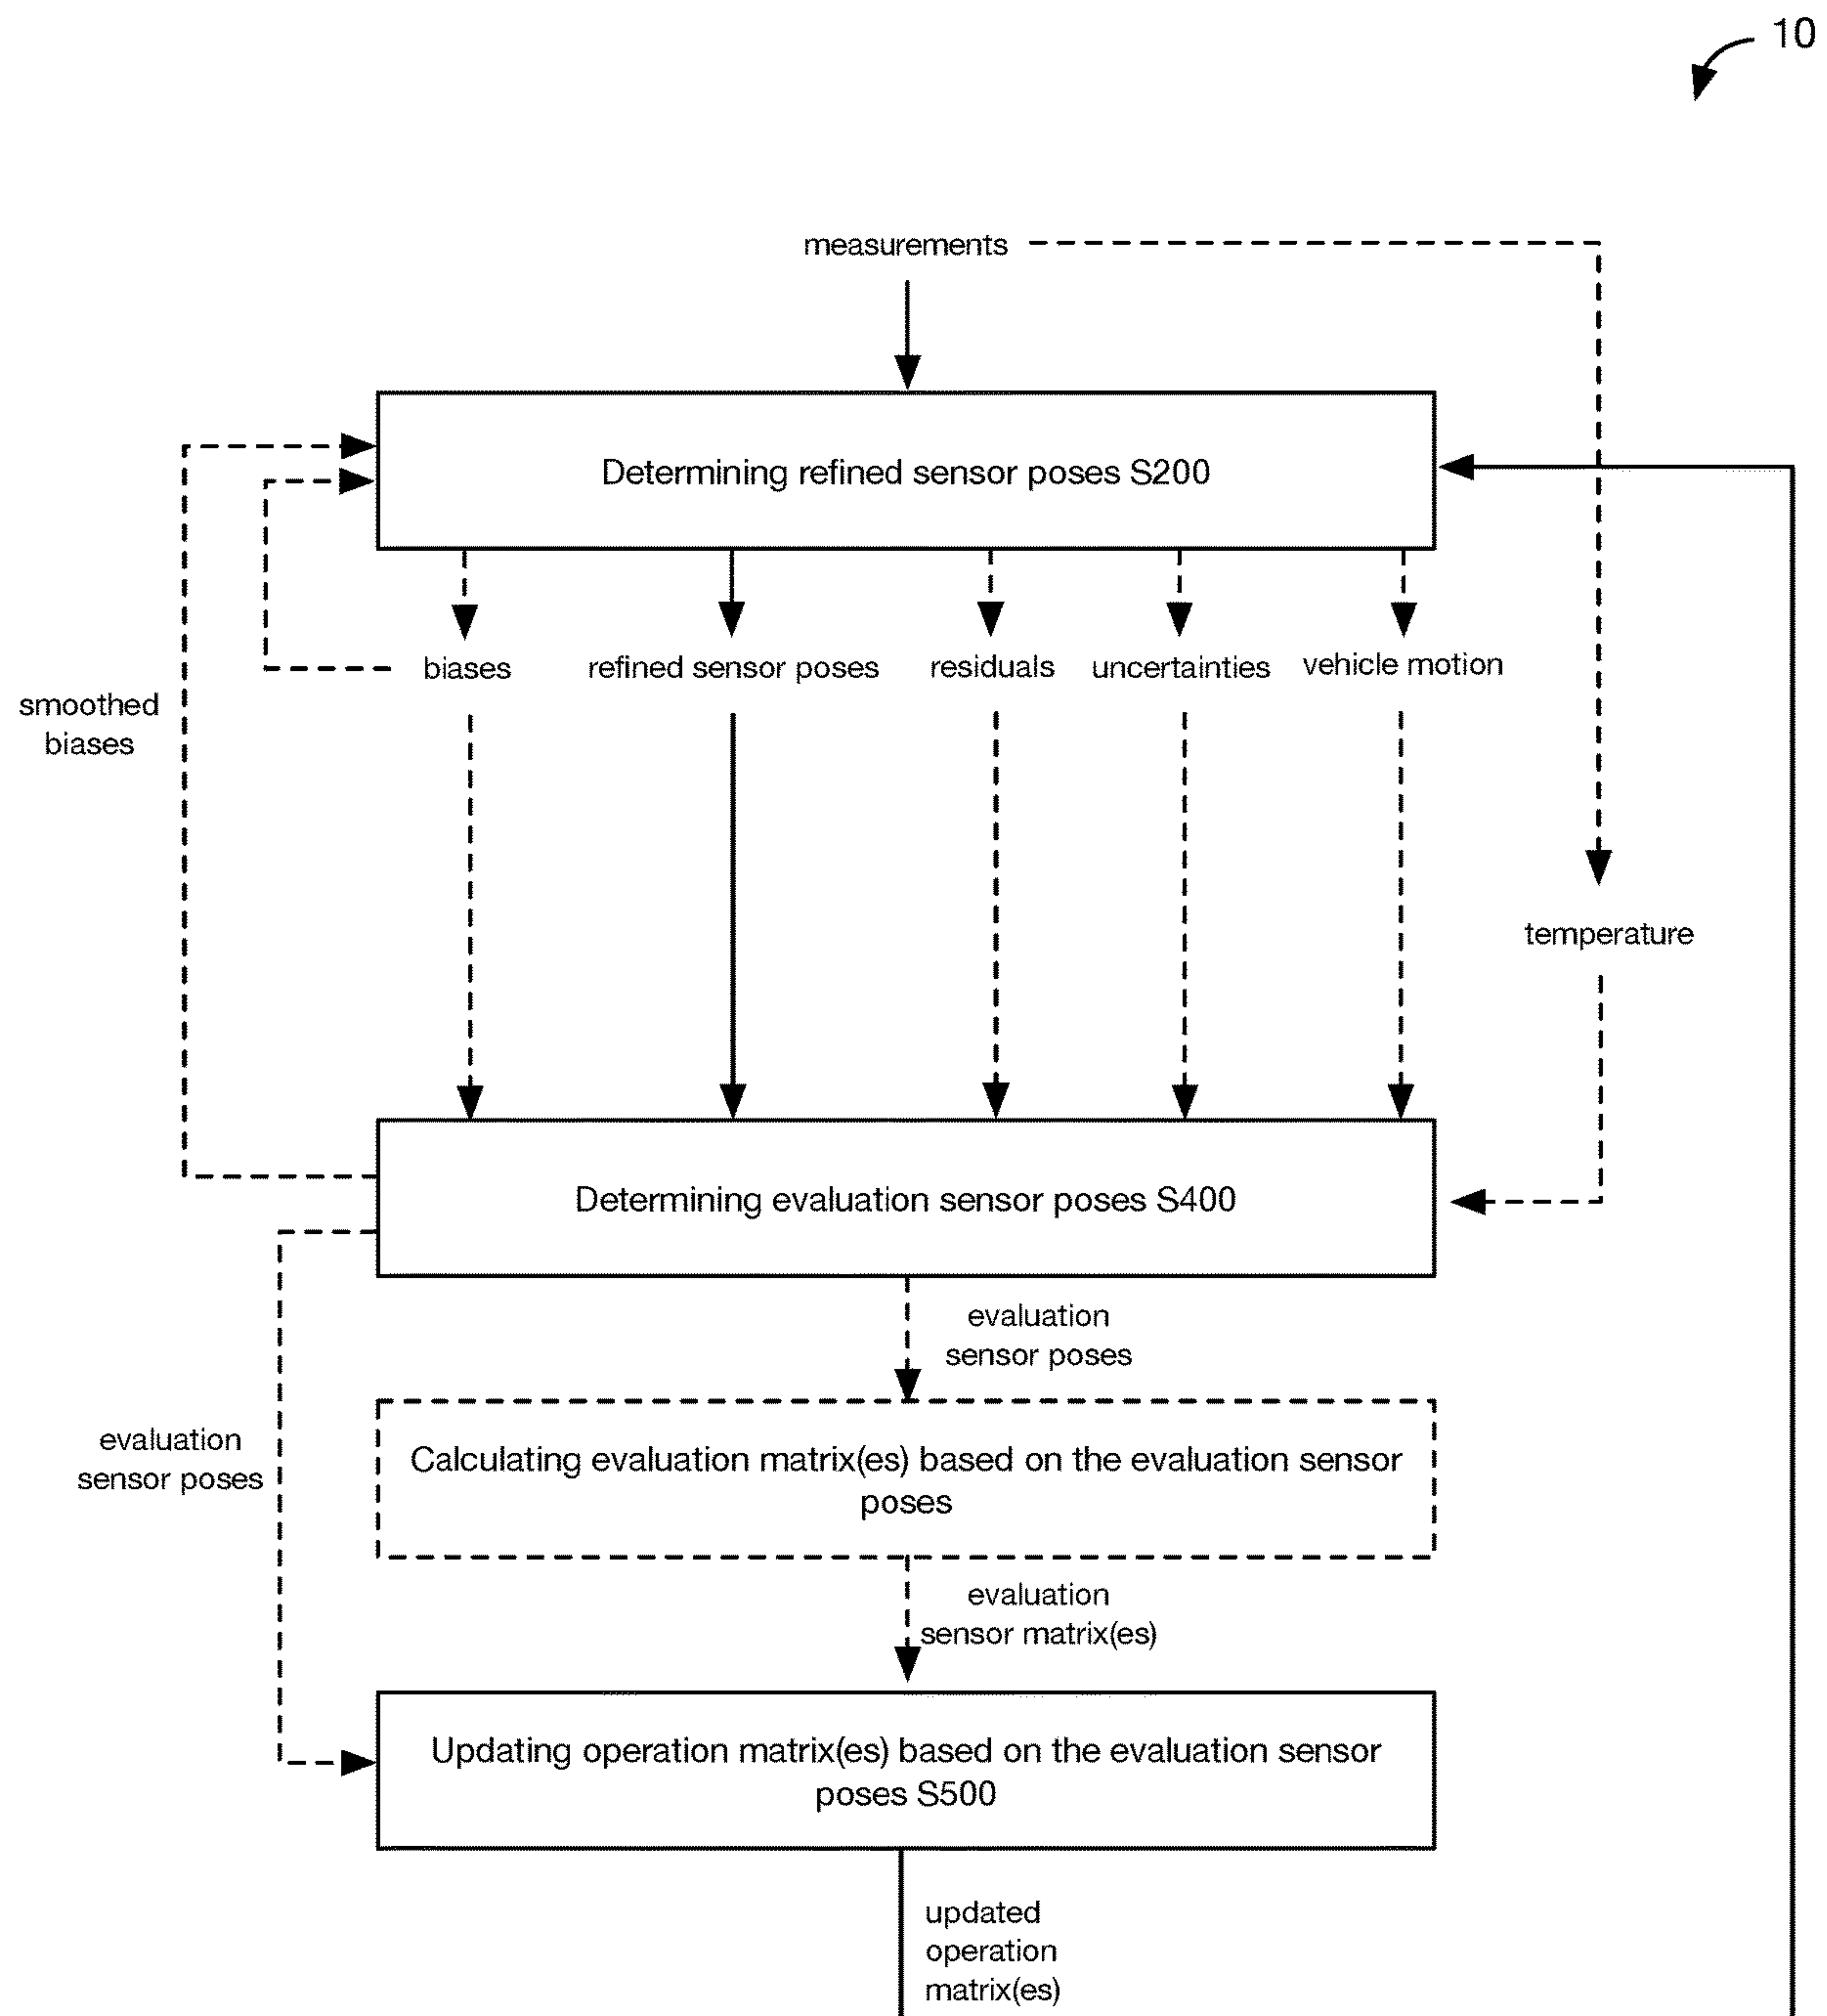 10
measurements
Determining refined sensor poses S200
biases
refined sensor poses
residuals
uncertainties
vehicle motion
smoothed
biases
temperature
Determining evaluation sensor poses S400
evaluation
sensor poses
evaluation
sensor poses
Calculating evaluation matrix(es) based on the evaluation sensor
poses
evaluation
sensor matrix(es)
Updating operation matrix(es) based on the evaluation sensor
poses S500
updated
operation
matrix(es)